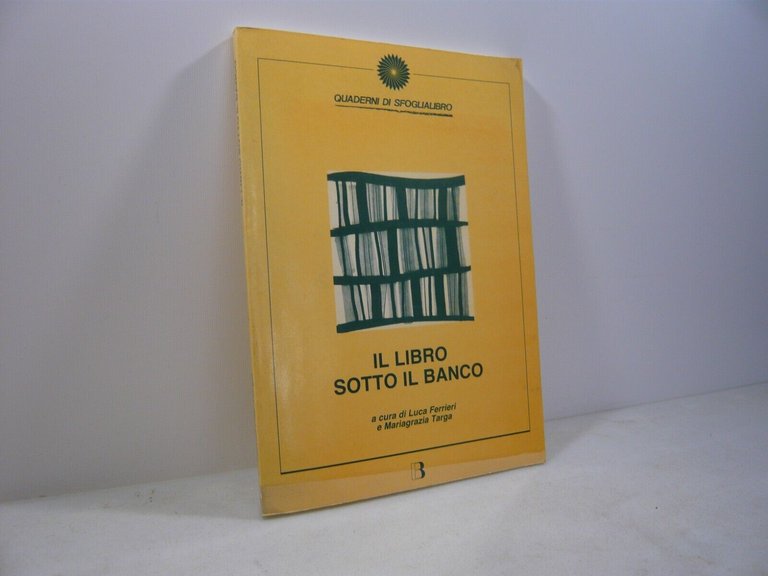 QUADERNI DI SFOGLIALIBRO
IL LIBRO
SOTTO IL BANCO
a cura di Luca Ferrieri
e Mariagrazia Targa
B